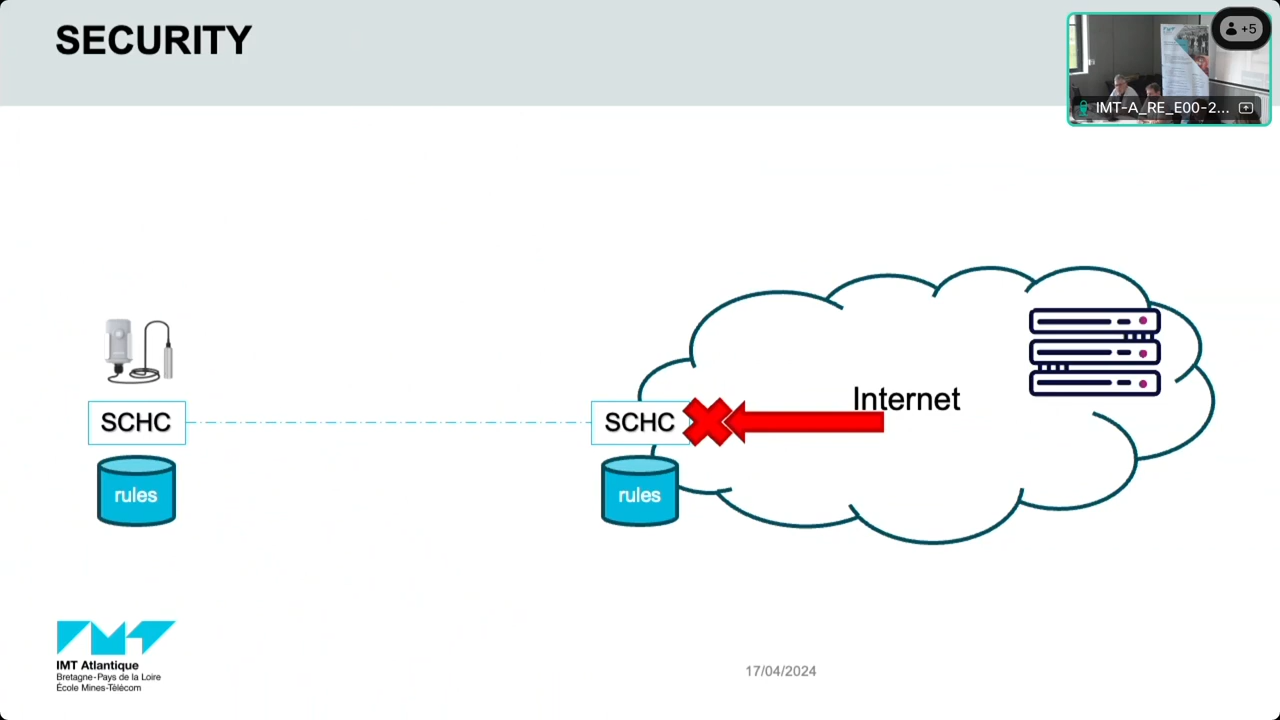 SECURITY
+5
IMT-A_RE_E00-2...
Internet
SCHC
SCHC
rules
rules
IMT Atlantique
Bretagne-Pays de la Loire
École Mines-Télécom
17/04/2024